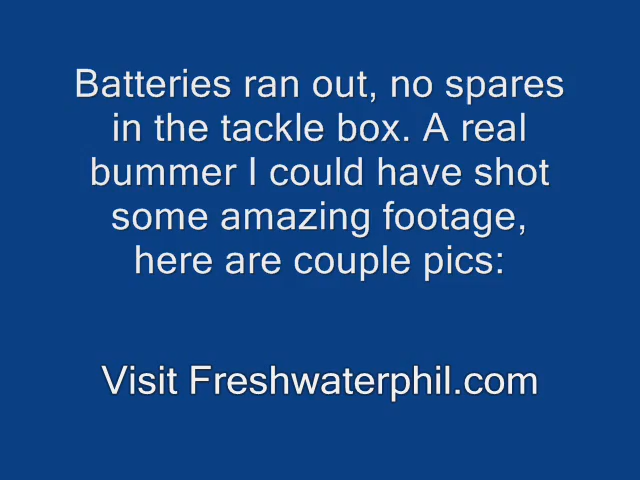 Batteries ran out, no spares
in the tackle box. A real
bummer I could have shot
some amazing footage,
here are couple pics:
Visit Freshwaterphil.com